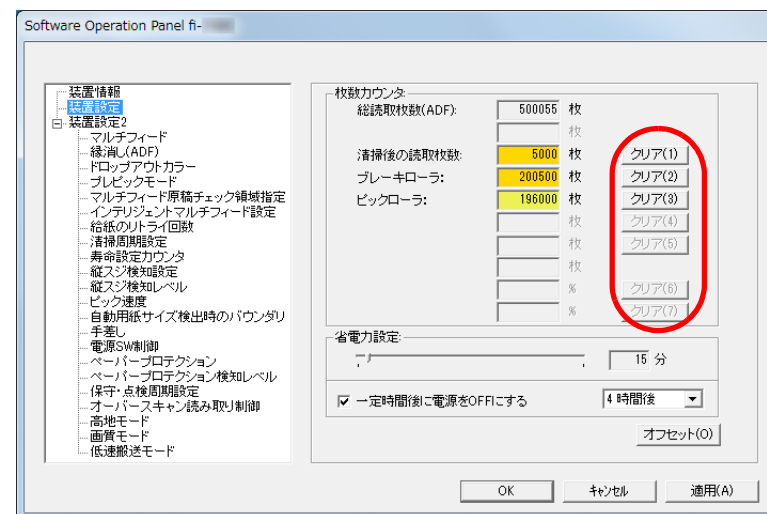 Software Operation Panel fi-
装置情報
装置設定
装置設定2
マルチフィード
縁消し(ADF)
ドロップアウトカラー
プレピックモード
マルチフィード原稿チェック領域指定
インテリジェントマルチフィード設定
給紙のリトライ回数
清掃周期設定
寿命設定カウンタ
縦スジ検知設定
縦スジ検知レベル
ピック速度
自動用紙サイズ検出時のバウンダリ
手差し
電源SW制御
ペーパープロテクション
ペーパープロテクション検知レベル
保守・点検周期設定
オーバースキャン読み取り制御
高地モード
画質モード
低速搬送モード
枚数カウンタ:
総読取枚数(ADF): 500055 枚
枚
清掃後の読取枚数: 5000 枚 クリア(1)
ブレーキローラ: 200500 枚 クリア(2)
ピックローラ: 196000 枚 クリア(3)
枚 クリア(4)
枚 クリア(5)
枚
% クリア(6)
% クリア(7)
省電力設定:
15 分
一定時間後に電源をOFFにする 4 時間後
オフセット(O)
OK キャンセル 適用(A)